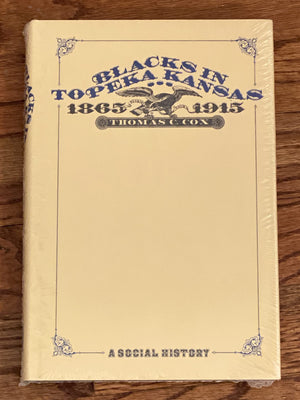 BLACKS IN
TOPEKA KANSAS
1865 1915
THOMAS C. COX
A SOCIAL HISTORY